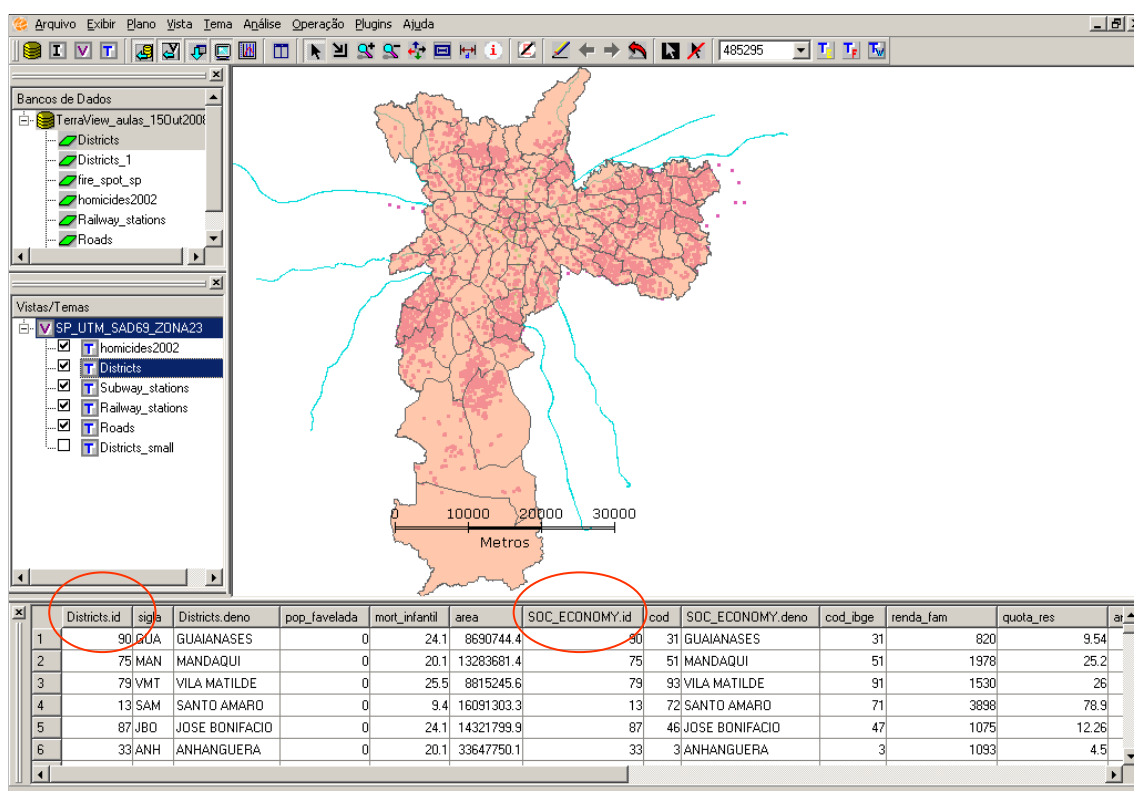 Arquivo Exibir Plano Vista Tema Análise Operação Plugins Ajuda
I V T 485295 T T T
Bancos de Dados
TerraView_aulas_15Out200
Districts
Districts_1
fire_spot_sp
homicides2002
Railway_stations
Roads
Vistas/Temas
V SP_UTM_SAD69_ZONA23
T homicides2002
T Districts
T Subway_stations
T Railway_stations
T Roads
T Districts_small
0 10000 20000 30000
Metros
Districts.id sigla Districts.deno pop_favelada mort_infantil area SOC_ECONOMY.id cod SOC_ECONOMY.deno cod_ibge renda_fam quota_res
1 90 GUA GUAIANASES 0 24.1 8690744.4 90 31 GUAIANASES 31 820 9.54
2 75 MAN MANDAQUI 0 20.1 13283681.4 75 51 MANDAQUI 51 1978 25.2
3 79 VMT VILA MATILDE 0 25.5 8815245.6 79 93 VILA MATILDE 91 1530 26
4 13 SAM SANTO AMARO 0 9.4 16091303.3 13 72 SANTO AMARO 71 3898 78.9
5 87 JBO JOSE BONIFACIO 0 24.1 14321799.9 87 46 JOSE BONIFACIO 47 1075 12.26
6 33 ANH ANHANGUERA 0 20.1 33647750.1 33 3 ANHANGUERA 3 1093 4.5